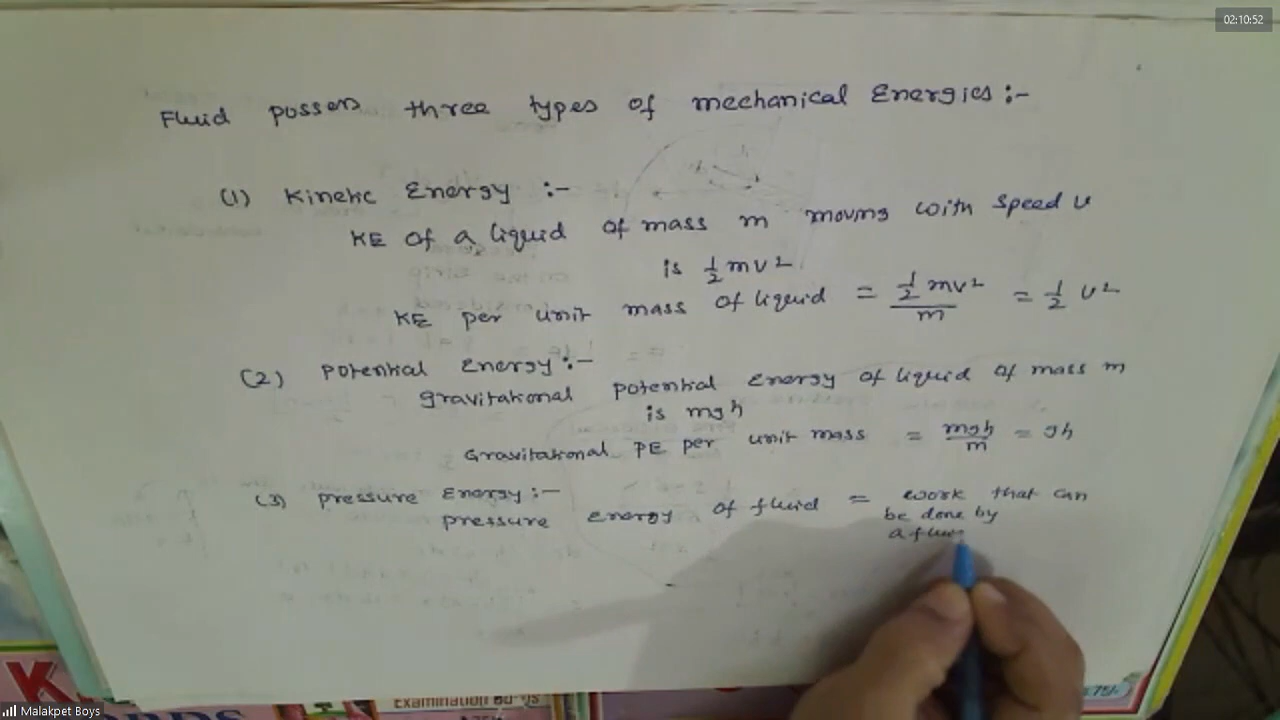 02:10:52
Fluid possess three types of mechanical Energies :-
(1) Kinetic Energy :-
KE of a liquid of mass m moving with speed v
is 1/2 mv²
KE per unit mass of liquid = (1/2 mv²)/m = 1/2 v²
(2) Potential Energy :-
gravitational potential energy of liquid of mass m
is mgh
Gravitational PE per unit mass = mgh/m = gh
(3) pressure Energy :-
pressure energy of fluid = work that can
be done by
a fluid
Examination
75/-
Malakpet Boys